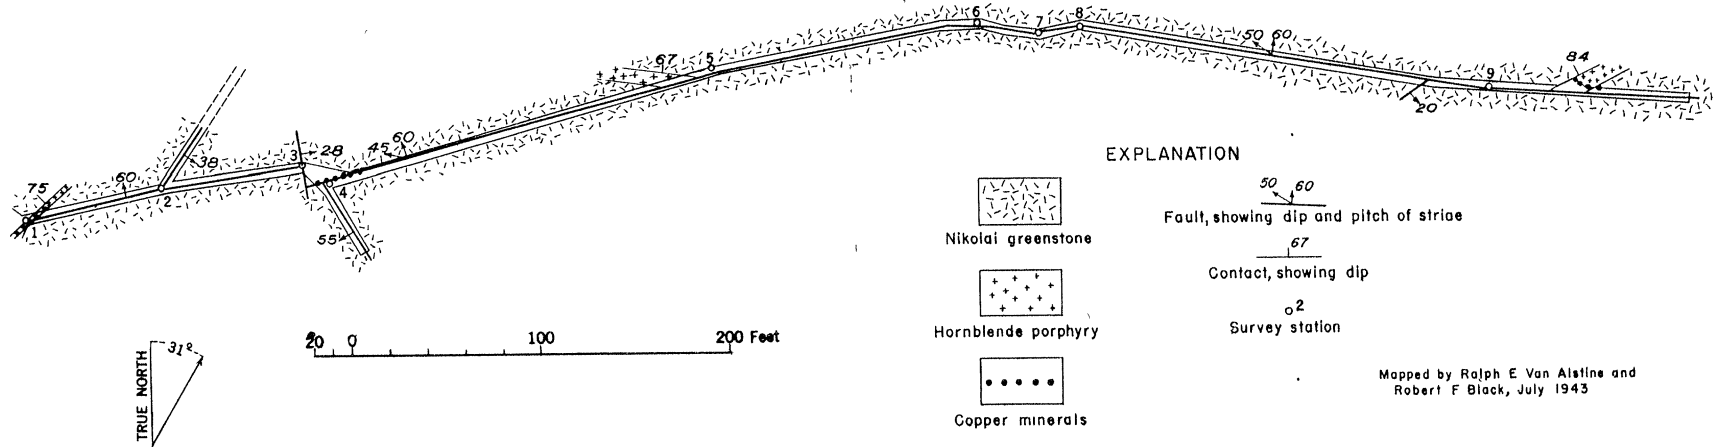 6
7
8
50 60
5
67
9
84
20
38
3
28
45
60
75
60
2
4
1
55
EXPLANATION
Nikolai greenstone
Hornblende porphyry
Copper minerals
50 60
Fault, showing dip and pitch of striae
67
Contact, showing dip
2
Survey station
20 0 100 200 Feet
TRUE NORTH
31°
Mapped by Ralph E Van Alstine and
Robert F Black, July 1943